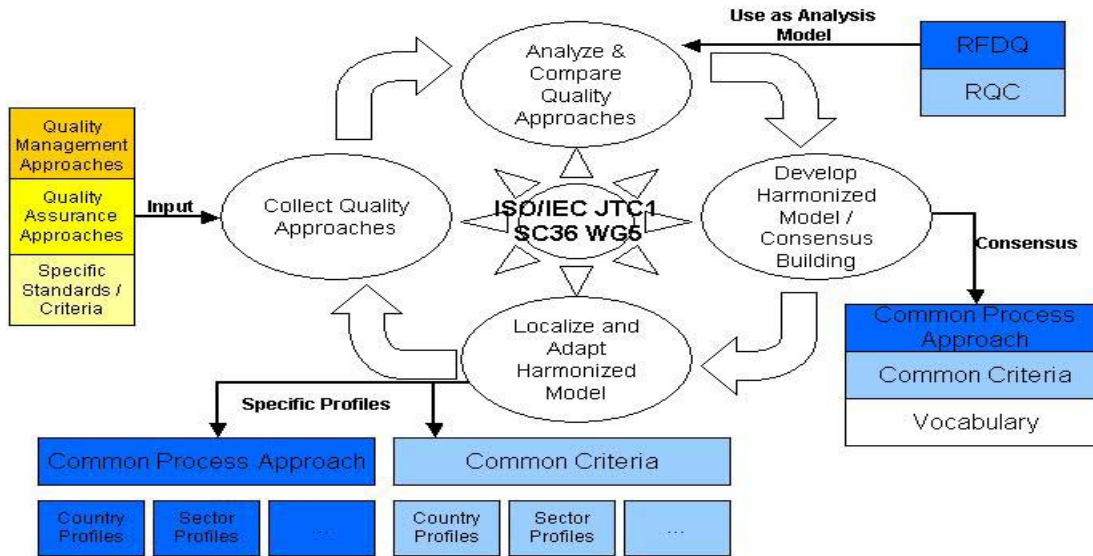 Use as Analysis
Model
RFDQ
RQC
Analyze &
Compare
Quality
Approaches
Quality
Management
Approaches
Quality
Assurance
Approaches
Specific
Standards /
Criteria
Input
Collect Quality
Approaches
ISO/IEC JTC1
SC36 WG5
Develop
Harmonized
Model /
Consensus
Building
Consensus
Common Process
Approach
Common Criteria
Vocabulary
Localize and
Adapt
Harmonized
Model
Specific Profiles
Common Process Approach
Common Criteria
Country
Profiles
Sector
Profiles
...
Country
Profiles
Sector
Profiles
...